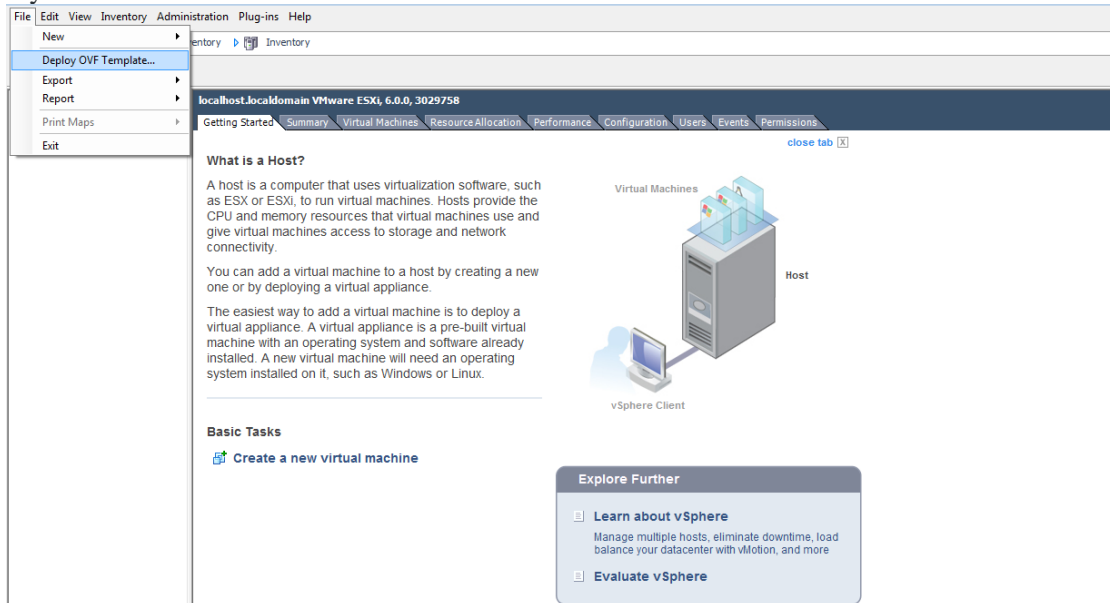 File Edit View Inventory Administration Plug-ins Help
New
Deploy OVF Template...
Export
Report
Print Maps
Exit
entory Inventory
localhost.localdomain VMware ESXi, 6.0.0, 3029758
Getting Started Summary Virtual Machines Resource Allocation Performance Configuration Users Events Permissions
close tab X
What is a Host?
A host is a computer that uses virtualization software, such
as ESX or ESXi, to run virtual machines. Hosts provide the
CPU and memory resources that virtual machines use and
give virtual machines access to storage and network
connectivity.
You can add a virtual machine to a host by creating a new
one or by deploying a virtual appliance.
The easiest way to add a virtual machine is to deploy a
virtual appliance. A virtual appliance is a pre-built virtual
machine with an operating system and software already
installed. A new virtual machine will need an operating
system installed on it, such as Windows or Linux.
Virtual Machines
Host
vSphere Client
Basic Tasks
Create a new virtual machine
Explore Further
Learn about vSphere
Manage multiple hosts, eliminate downtime, load
balance your datacenter with vMotion, and more
Evaluate vSphere